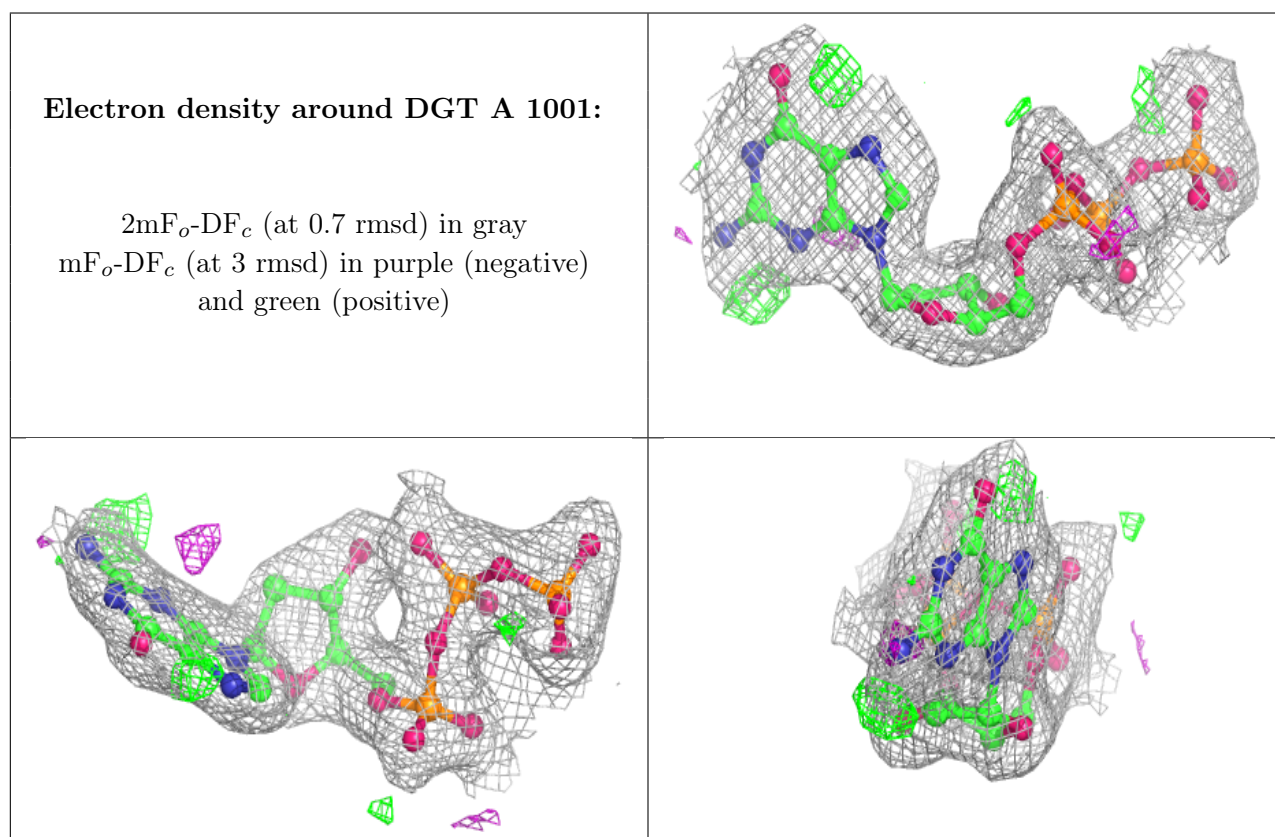 Electron density around DGT A 1001:
2mFo-DFc (at 0.7 rmsd) in gray
mFo-DFc (at 3 rmsd) in purple (negative)
and green (positive)